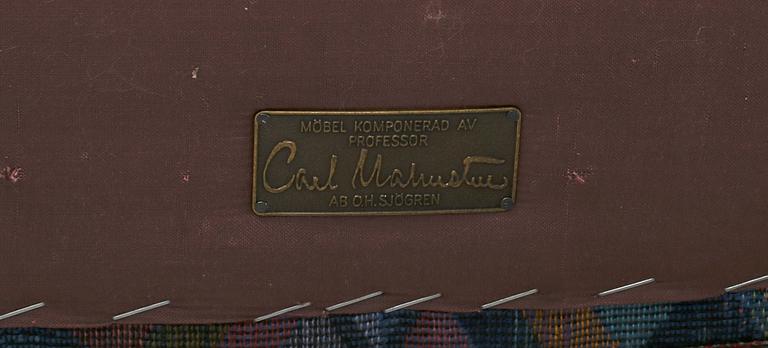 MÖBEL KOMPONERAD AV
PROFESSOR
Carl Malmsten
AB O.H. SJÖGREN